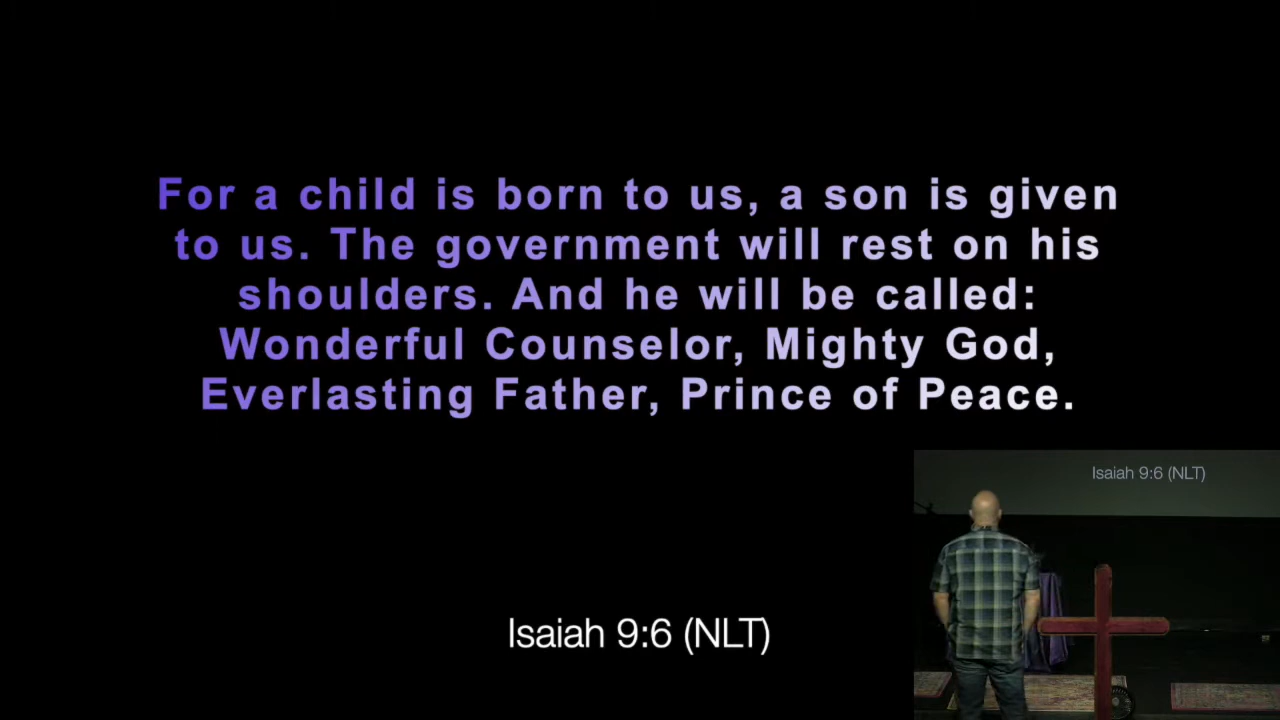 For a child is born to us, a son is given
to us. The government will rest on his
shoulders. And he will be called:
Wonderful Counselor, Mighty God,
Everlasting Father, Prince of Peace.
Isaiah 9:6 (NLT)
Isaiah 9:6 (NLT)